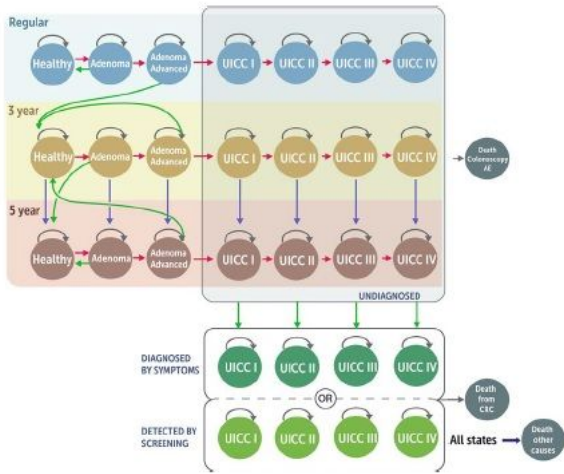 Regular
Healthy
Adenoma
Adenoma
Advanced
UICC I
UICC II
UICC III
UICC IV
3 year
Healthy
Adenoma
Adenoma
Advanced
UICC I
UICC II
UICC III
UICC IV
Death
Colonoscopy
AE
5 year
Healthy
Adenoma
Adenoma
Advanced
UICC I
UICC II
UICC III
UICC IV
UNDIAGNOSED
DIAGNOSED
BY SYMPTOMS
UICC I
UICC II
UICC III
UICC IV
OR
Death
from
CRC
DETECTED BY
SCREENING
UICC I
UICC II
UICC III
UICC IV
All states
Death
other
causes